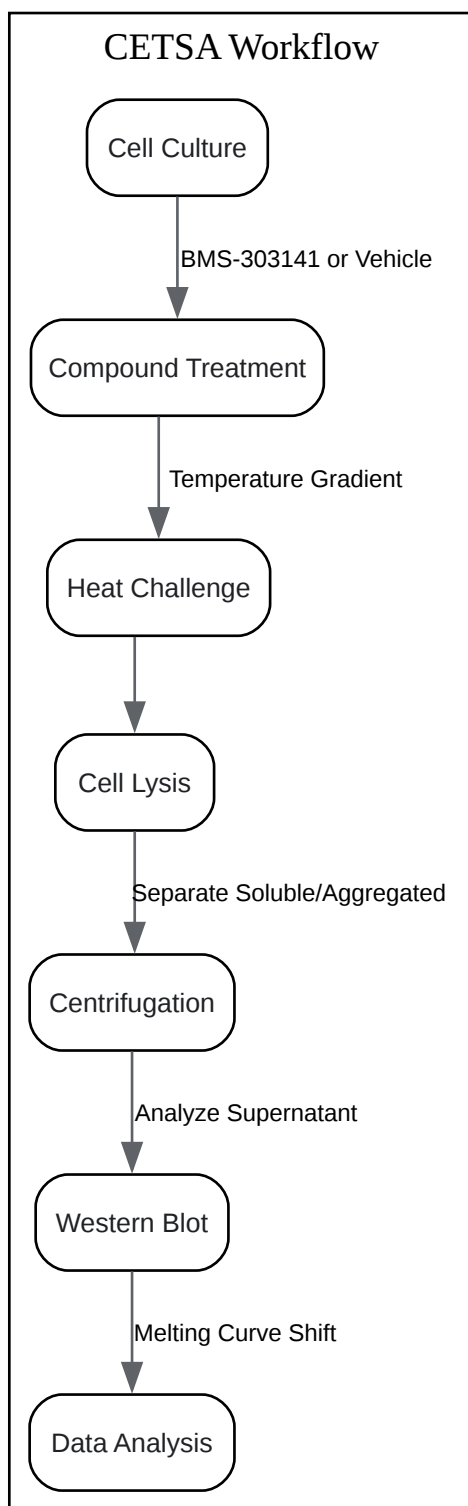 CETSA Workflow
Cell Culture
BMS-303141 or Vehicle
Compound Treatment
Temperature Gradient
Heat Challenge
Cell Lysis
Separate Soluble/Aggregated
Centrifugation
Analyze Supernatant
Western Blot
Melting Curve Shift
Data Analysis